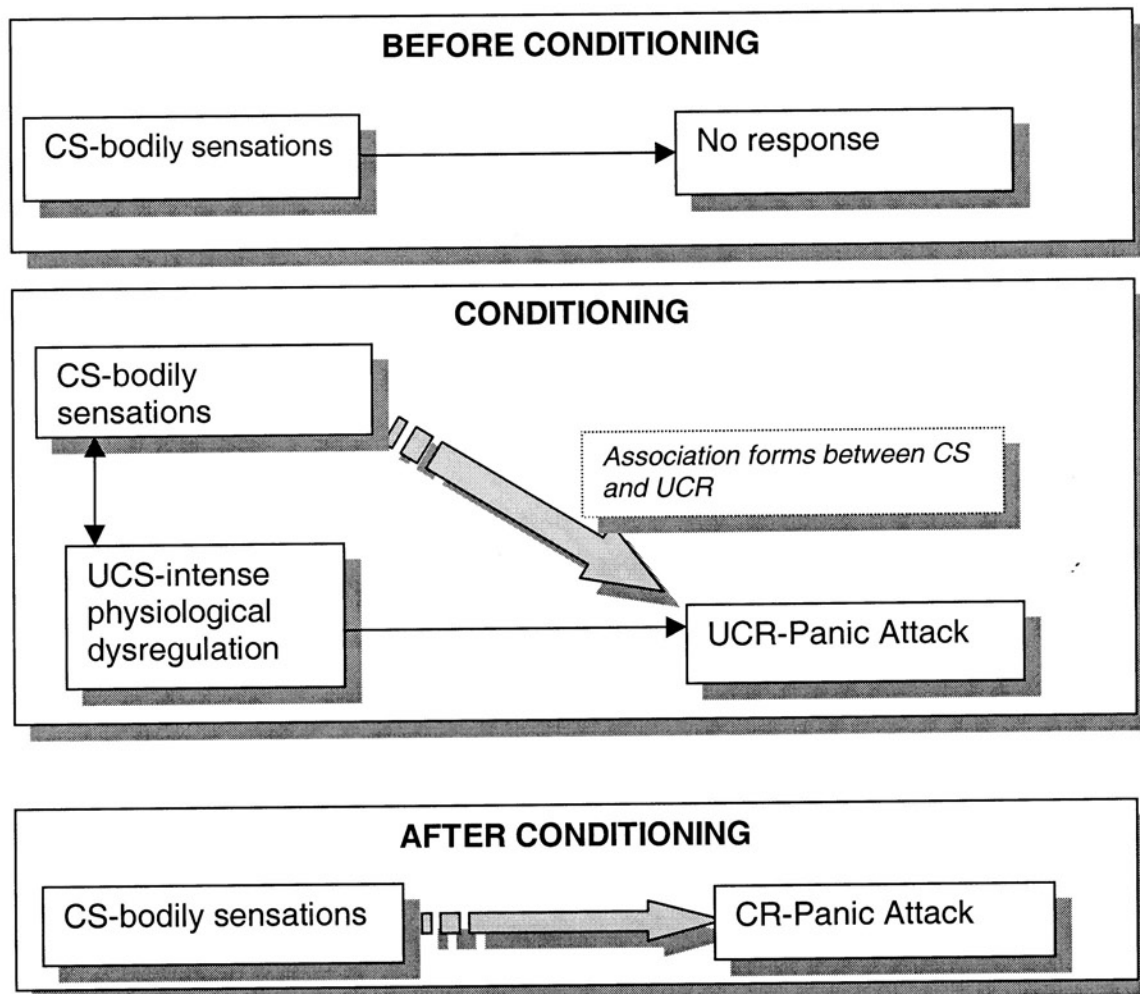 BEFORE CONDITIONING
CS-bodily sensations
No response
CONDITIONING
CS-bodily
sensations
Association forms between CS
and UCR
UCS-intense
physiological
dysregulation
UCR-Panic Attack
AFTER CONDITIONING
CS-bodily sensations
CR-Panic Attack